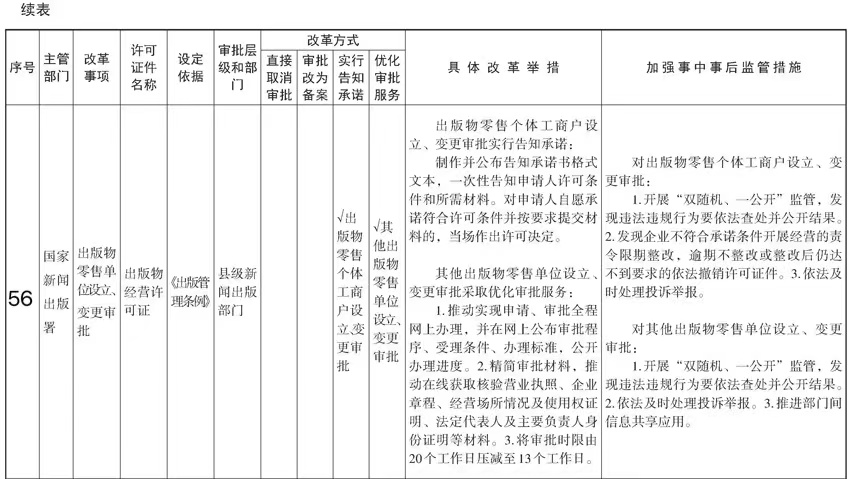 续表
序号
主管
部门
改革
事项
许可
证件
名称
设定
依据
审批层
级和部
门
改革方式
直接
取消
审批
审批
改为
备案
实行
告知
承诺
优化
审批
服务
具体改革举措
加强事中事后监管措施
56
国家
新闻
出版
署
出版物
零售单
位设立、
变更审
批
出版物
经营许
可证
《出版管
理条例》
县级新
闻出版
部门
√出
版物
零售
个体
工商
户设
立、变
更审
批
√其
他出
版物
零售
单位
设立、
变更
审批
出版物零售个体工商户设
立、变更审批实行告知承诺：
制作并公布告知承诺书格式
文本，一次性告知申请人许可条
件和所需材料。对申请人自愿承
诺符合许可条件并按要求提交材
料的，当场作出许可决定。
其他出版物零售单位设立、
变更审批采取优化审批服务：
1.推动实现申请、审批全程
网上办理，并在网上公布审批程
序、受理条件、办理标准，公开
办理进度。2.精简审批材料，推
动在线获取核验营业执照、企业
章程、经营场所情况及使用权证
明、法定代表人及主要负责人身
份证明等材料。3.将审批时限由
20个工作日压减至13个工作日。
对出版物零售个体工商户设立、变
更审批：
1.开展“双随机、一公开”监管，发
现违法违规行为要依法查处并公开结果。
2.发现企业不符合承诺条件开展经营的责
令限期整改，逾期不整改或整改后仍达
不到要求的依法撤销许可证件。3.依法及
时处理投诉举报。
对其他出版物零售单位设立、变更
审批：
1.开展“双随机、一公开”监管，发
现违法违规行为要依法查处并公开结果。
2.依法及时处理投诉举报。3.推进部门间
信息共享应用。